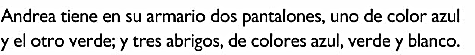 Andrea tiene en su armario dos pantalones, uno de color azul
y el otro verde; y tres abrigos, de colores azul, verde y blanco.